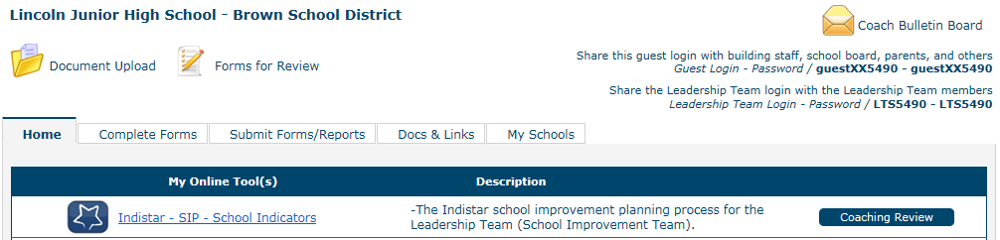 Lincoln Junior High School - Brown School District
Coach Bulletin Board
Document Upload
Forms for Review
Share this guest login with building staff, school board, parents, and others
Guest Login - Password / guestXX5490 - guestXX5490
Share the Leadership Team login with the Leadership Team members
Leadership Team Login - Password / LTS5490 - LTS5490
Home
Complete Forms
Submit Forms/Reports
Docs & Links
My Schools
My Online Tool(s)
Description
Indistar - SIP - School Indicators
-The Indistar school improvement planning process for the
Leadership Team (School Improvement Team).
Coaching Review